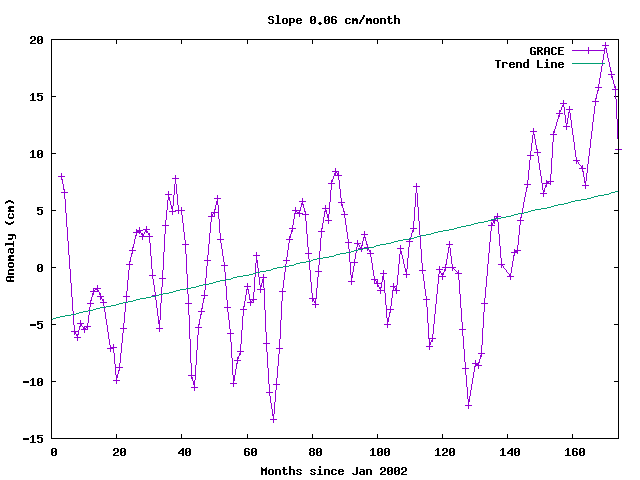 Slope 0.06 cm/month
GRACE
Trend Line
Anomaly (cm)
20
15
10
5
0
-5
-10
-15
0 20 40 60 80 100 120 140 160
Months since Jan 2002